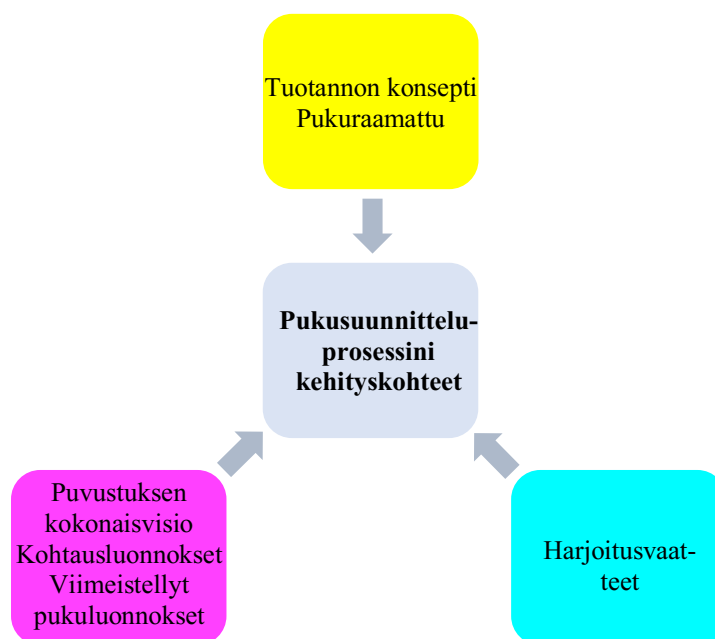 Tuotannon konsepti
Pukuraamattu
Pukusuunnittelu-
prosessini
kehityskohteet
Puvustuksen
kokonaisvisio
Kohtausluonnokset
Viimeistellyt
pukuluonnokset
Harjoitusvaat-
teet